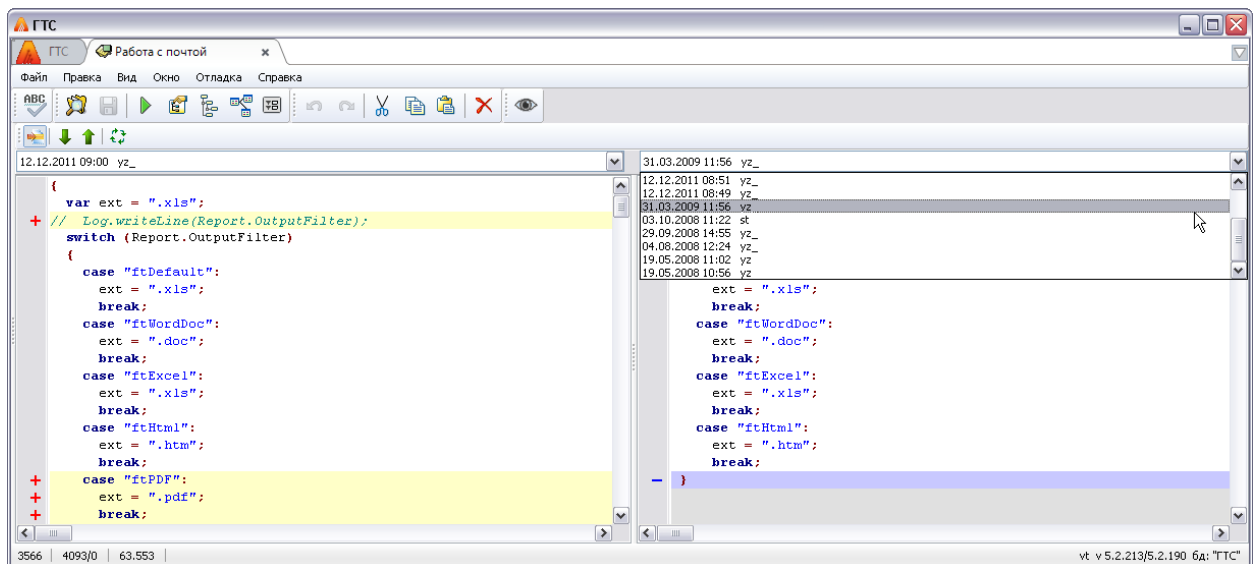 ГТС
ГТС Работа с почтой x
Файл Правка Вид Окно Отладка Справка
ABC
12.12.2011 09:00 yz_
31.03.2009 11:56 yz_
12.12.2011 08:51 yz_
12.12.2011 08:49 yz_
31.03.2009 11:56 yz_
03.10.2008 11:22 st
29.09.2008 14:55 yz_
04.08.2008 12:24 yz_
19.05.2008 11:02 yz
19.05.2008 10:56 yz
{
var ext = ".xls";
+ // Log.writeLine(Report.OutputFilter);
switch (Report.OutputFilter)
{
case "ftDefault":
ext = ".xls";
break;
case "ftWordDoc":
ext = ".doc";
break;
case "ftExcel":
ext = ".xls";
break;
case "ftHtml":
ext = ".htm";
break;
+ case "ftPDF":
+ ext = ".pdf";
+ break;
ext = ".xls";
break;
case "ftWordDoc":
ext = ".doc";
break;
case "ftExcel":
ext = ".xls";
break;
case "ftHtml":
ext = ".htm";
break;
− }
3566 4093/0 63.553
vt v 5.2.213/5.2.190 бд: "ГТС"